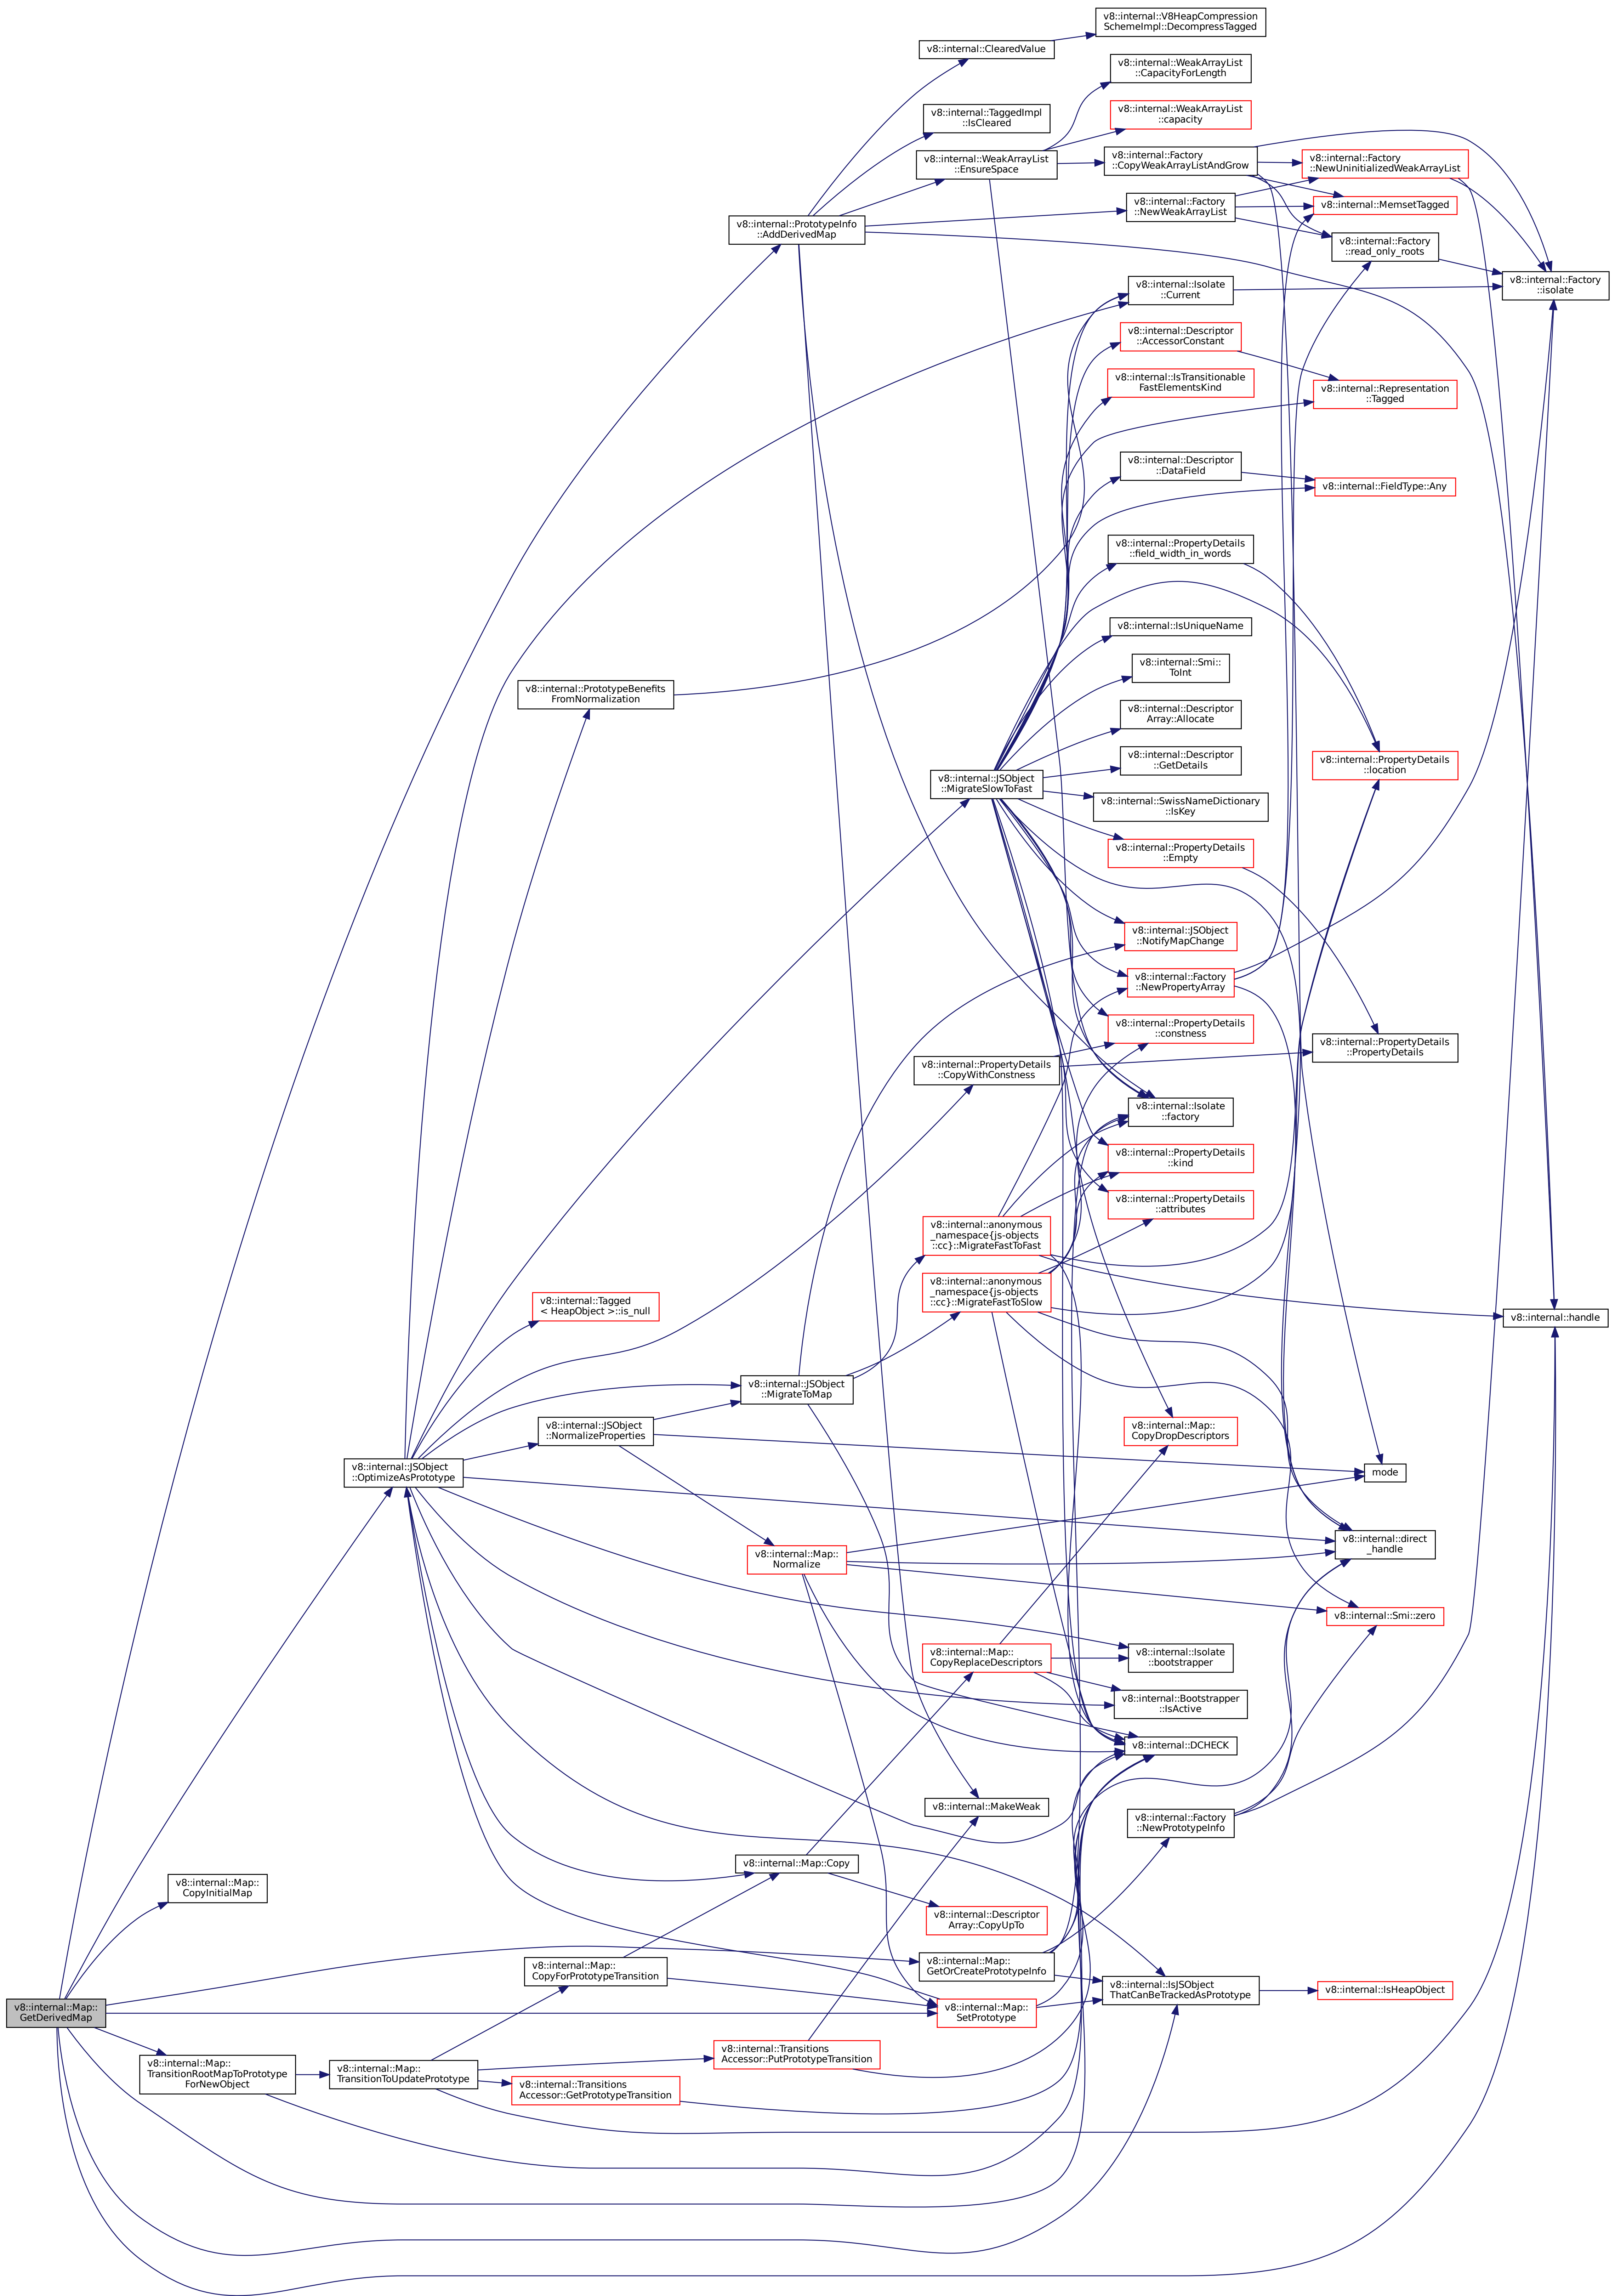 v8::internal::V8HeapCompression
SchemeImpl::DecompressTagged
v8::internal::ClearedValue
v8::internal::WeakArrayList
::CapacityForLength
v8::internal::TaggedImpl
::IsCleared
v8::internal::WeakArrayList
::capacity
v8::internal::WeakArrayList
::EnsureSpace
v8::internal::Factory
::CopyWeakArrayListAndGrow
v8::internal::Factory
::NewUninitializedWeakArrayList
v8::internal::Factory
::NewWeakArrayList
v8::internal::MemsetTagged
v8::internal::PrototypeInfo
::AddDerivedMap
v8::internal::Factory
::read_only_roots
v8::internal::Factory
::isolate
v8::internal::Isolate
::Current
v8::internal::Descriptor
::AccessorConstant
v8::internal::IsTransitionable
FastElementsKind
v8::internal::Representation
::Tagged
v8::internal::Descriptor
::DataField
v8::internal::FieldType::Any
v8::internal::PropertyDetails
::field_width_in_words
v8::internal::IsUniqueName
v8::internal::Smi::
ToInt
v8::internal::PrototypeBenefits
FromNormalization
v8::internal::Descriptor
Array::Allocate
v8::internal::Descriptor
::GetDetails
v8::internal::PropertyDetails
::location
v8::internal::JSObject
::MigrateSlowToFast
v8::internal::SwissNameDictionary
::IsKey
v8::internal::PropertyDetails
::Empty
v8::internal::JSObject
::NotifyMapChange
v8::internal::Factory
::NewPropertyArray
v8::internal::PropertyDetails
::constness
v8::internal::PropertyDetails
::PropertyDetails
v8::internal::PropertyDetails
::CopyWithConstness
v8::internal::Isolate
::factory
v8::internal::PropertyDetails
::kind
v8::internal::PropertyDetails
::attributes
v8::internal::anonymous
_namespace{js-objects
::cc}::MigrateFastToFast
v8::internal::anonymous
_namespace{js-objects
::cc}::MigrateFastToSlow
v8::internal::Tagged
< HeapObject >::is_null
v8::internal::handle
v8::internal::JSObject
::MigrateToMap
v8::internal::JSObject
::NormalizeProperties
v8::internal::Map::
CopyDropDescriptors
v8::internal::JSObject
::OptimizeAsPrototype
mode
v8::internal::direct
_handle
v8::internal::Map::
Normalize
v8::internal::Smi::zero
v8::internal::Map::
CopyReplaceDescriptors
v8::internal::Isolate
::bootstrapper
v8::internal::Bootstrapper
::IsActive
v8::internal::DCHECK
v8::internal::MakeWeak
v8::internal::Factory
::NewPrototypeInfo
v8::internal::Map::Copy
v8::internal::Map::
CopyInitialMap
v8::internal::Descriptor
Array::CopyUpTo
v8::internal::Map::
CopyForPrototypeTransition
v8::internal::Map::
GetOrCreatePrototypeInfo
v8::internal::IsJSObject
ThatCanBeTrackedAsPrototype
v8::internal::IsHeapObject
v8::internal::Map::
GetDerivedMap
v8::internal::Map::
SetPrototype
v8::internal::Map::
TransitionRootMapToPrototype
ForNewObject
v8::internal::Map::
TransitionToUpdatePrototype
v8::internal::Transitions
Accessor::PutPrototypeTransition
v8::internal::Transitions
Accessor::GetPrototypeTransition